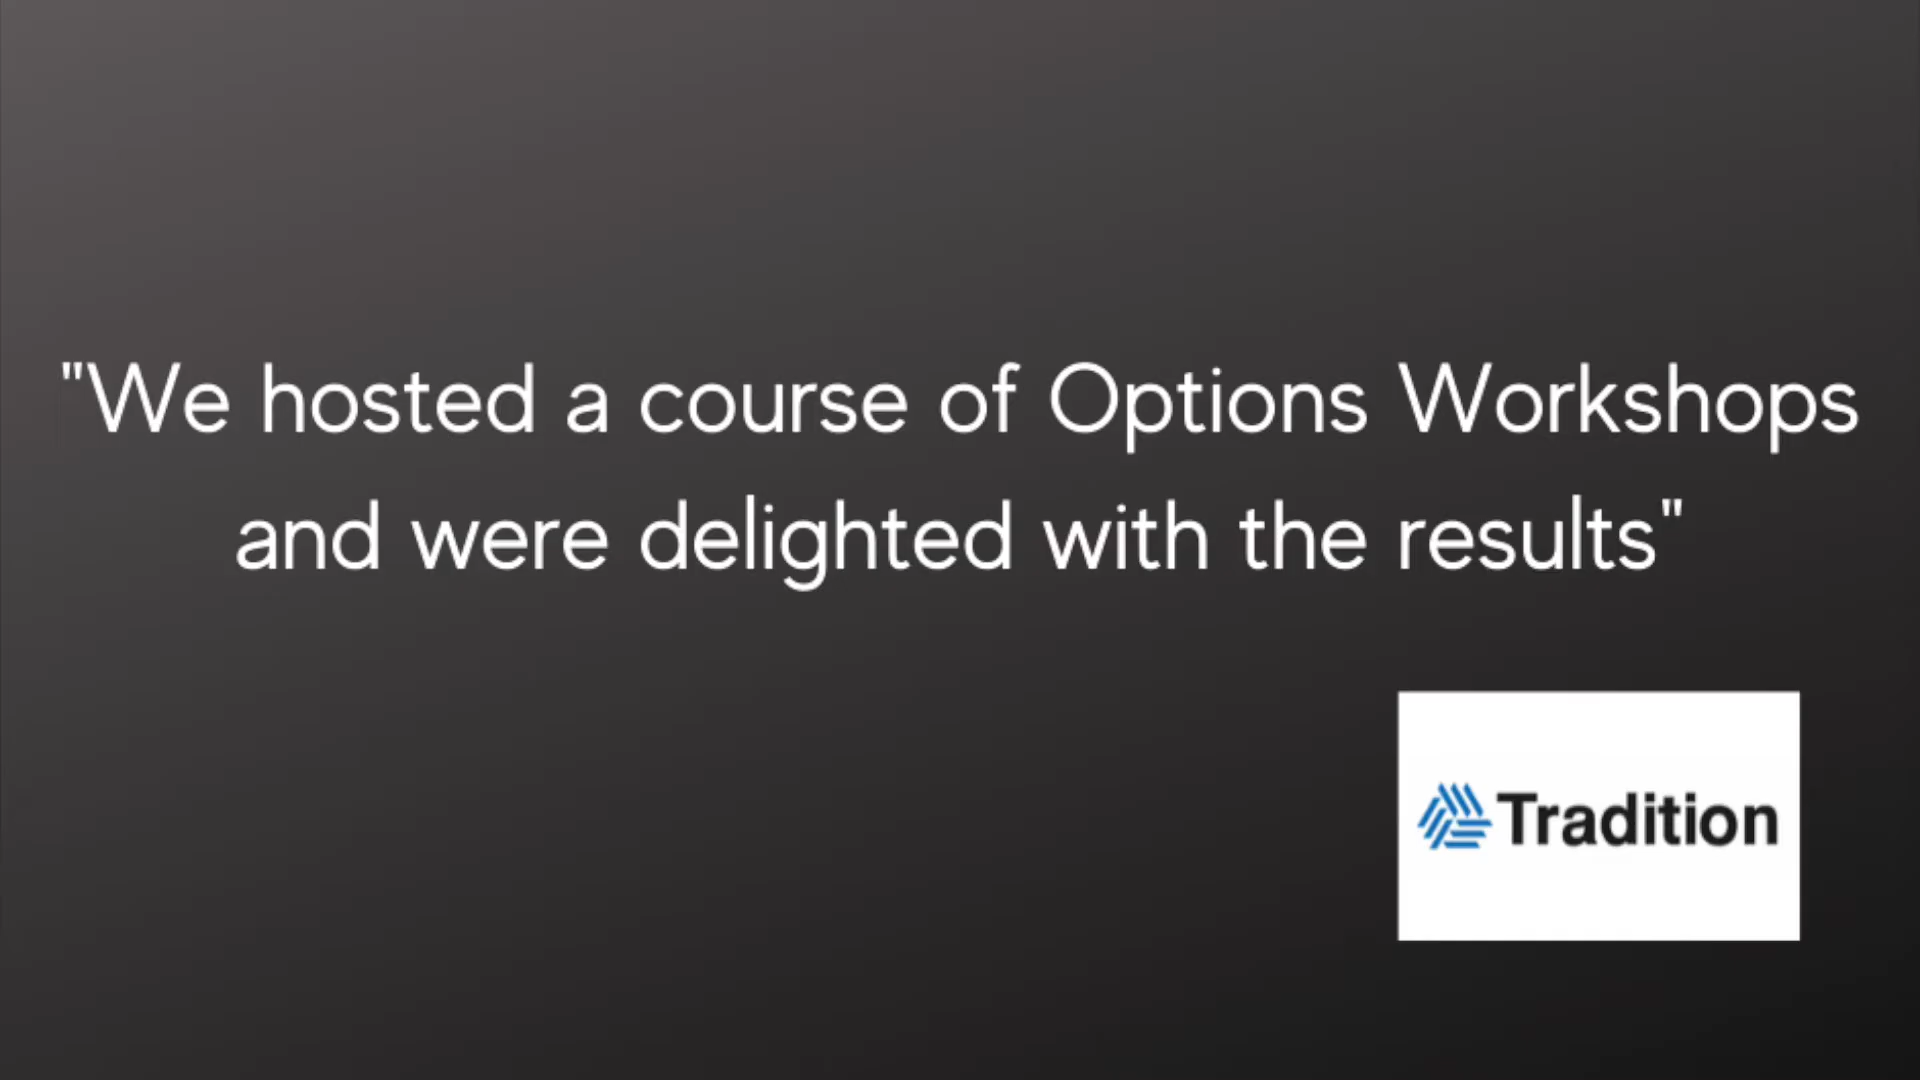 "We hosted a course of Options Workshops
and were delighted with the results"
Tradition